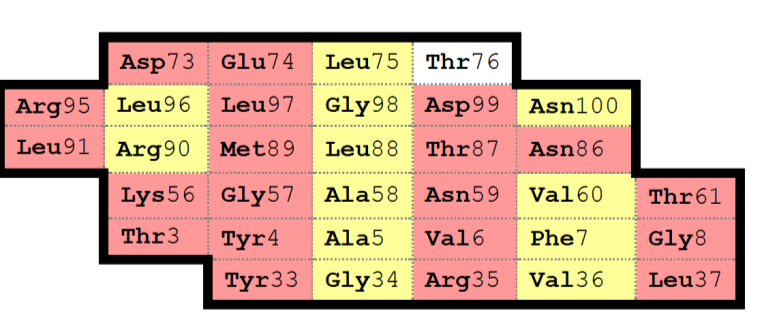 Asp73 Glu74 Leu75 Thr76
Arg95 Leu96 Leu97 Gly98 Asp99 Asn100
Leu91 Arg90 Met89 Leu88 Thr87 Asn86
Lys56 Gly57 Ala58 Asn59 Val60 Thr61
Thr3 Tyr4 Ala5 Val6 Phe7 Gly8
Tyr33 Gly34 Arg35 Val36 Leu37